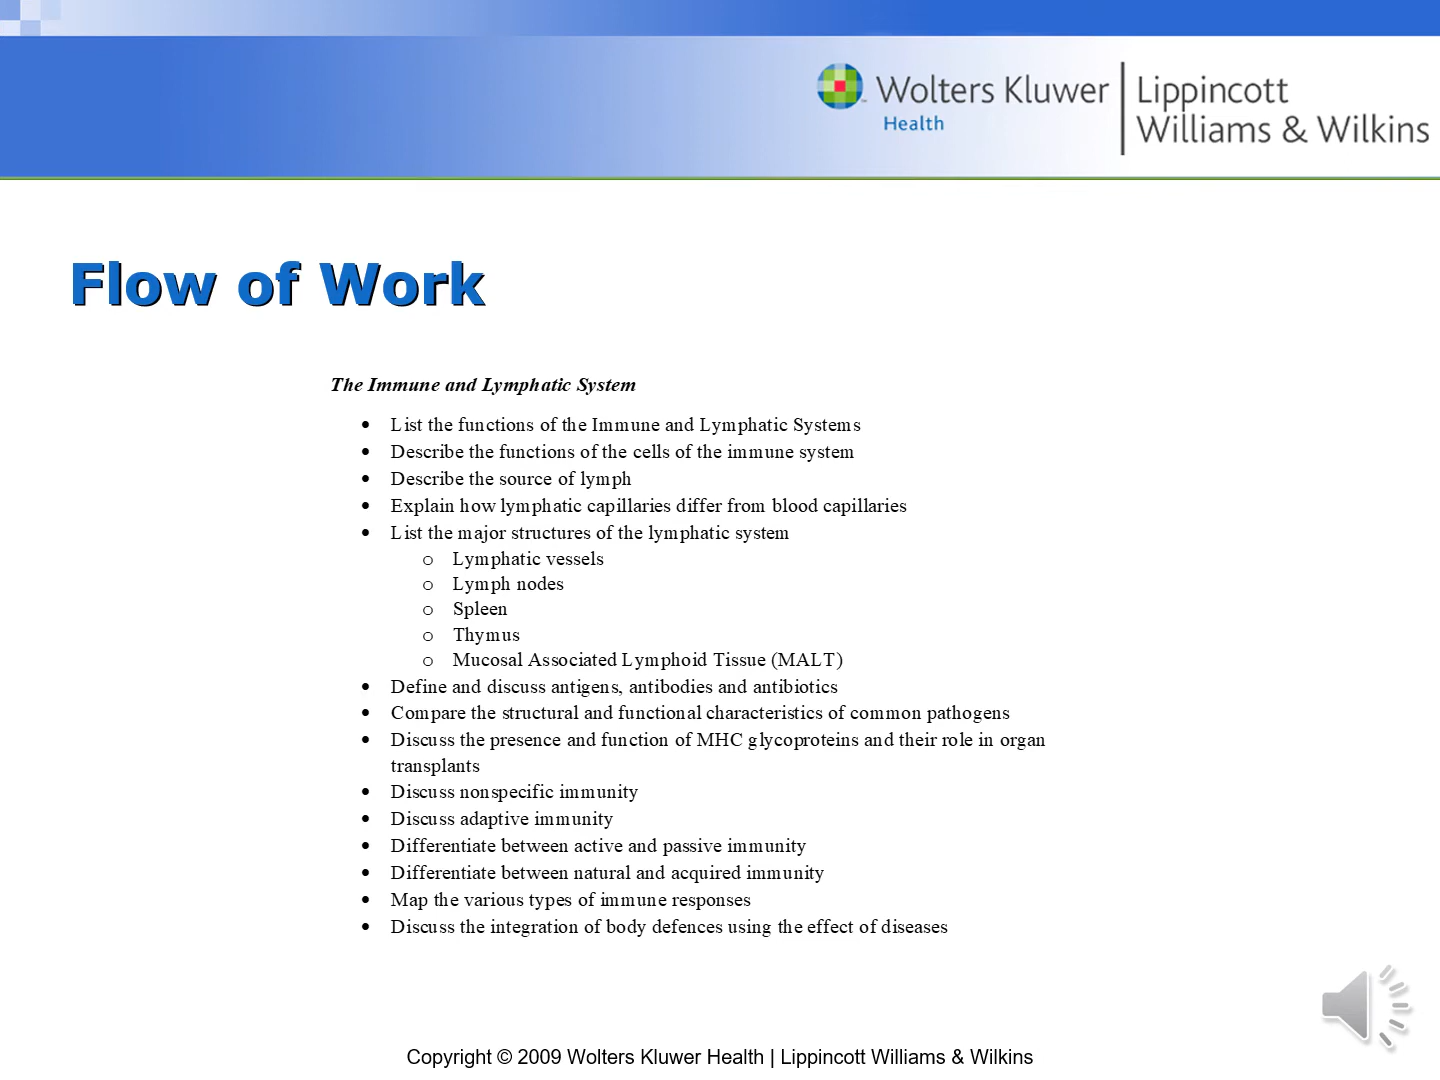 Wolters Kluwer
Health
Lippincott
Williams & Wilkins
Flow of Work
The Immune and Lymphatic System
• List the functions of the Immune and Lymphatic Systems
• Describe the functions of the cells of the immune system
• Describe the source of lymph
• Explain how lymphatic capillaries differ from blood capillaries
• List the major structures of the lymphatic system
o Lymphatic vessels
o Lymph nodes
o Spleen
o Thymus
o Mucosal Associated Lymphoid Tissue (MALT)
• Define and discuss antigens, antibodies and antibiotics
• Compare the structural and functional characteristics of common pathogens
• Discuss the presence and function of MHC glycoproteins and their role in organ
transplants
• Discuss nonspecific immunity
• Discuss adaptive immunity
• Differentiate between active and passive immunity
• Differentiate between natural and acquired immunity
• Map the various types of immune responses
• Discuss the integration of body defences using the effect of diseases
Copyright © 2009 Wolters Kluwer Health | Lippincott Williams & Wilkins